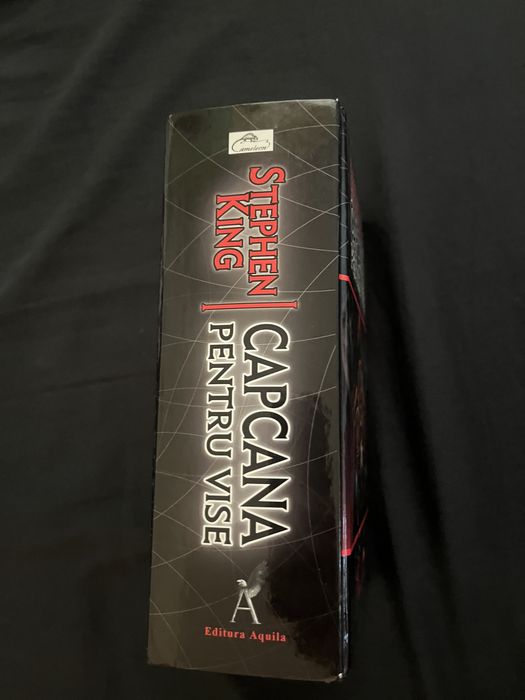 Cameleon
STEPHEN
KING
CAPCANA
PENTRU VISE
A
Editura Aquila